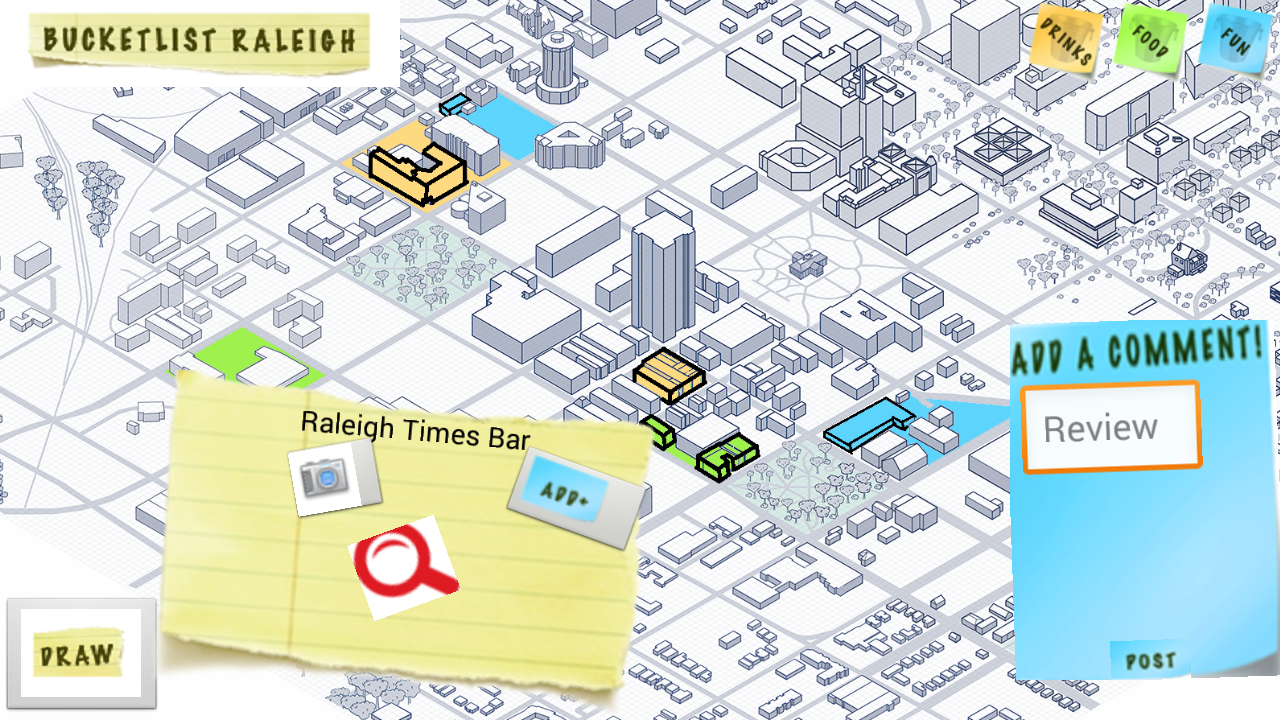 BUCKETLIST RALEIGH
DRINKS
FOOD
FUN
ADD A COMMENT!
Review
Raleigh Times Bar
ADD+
DRAW
POST